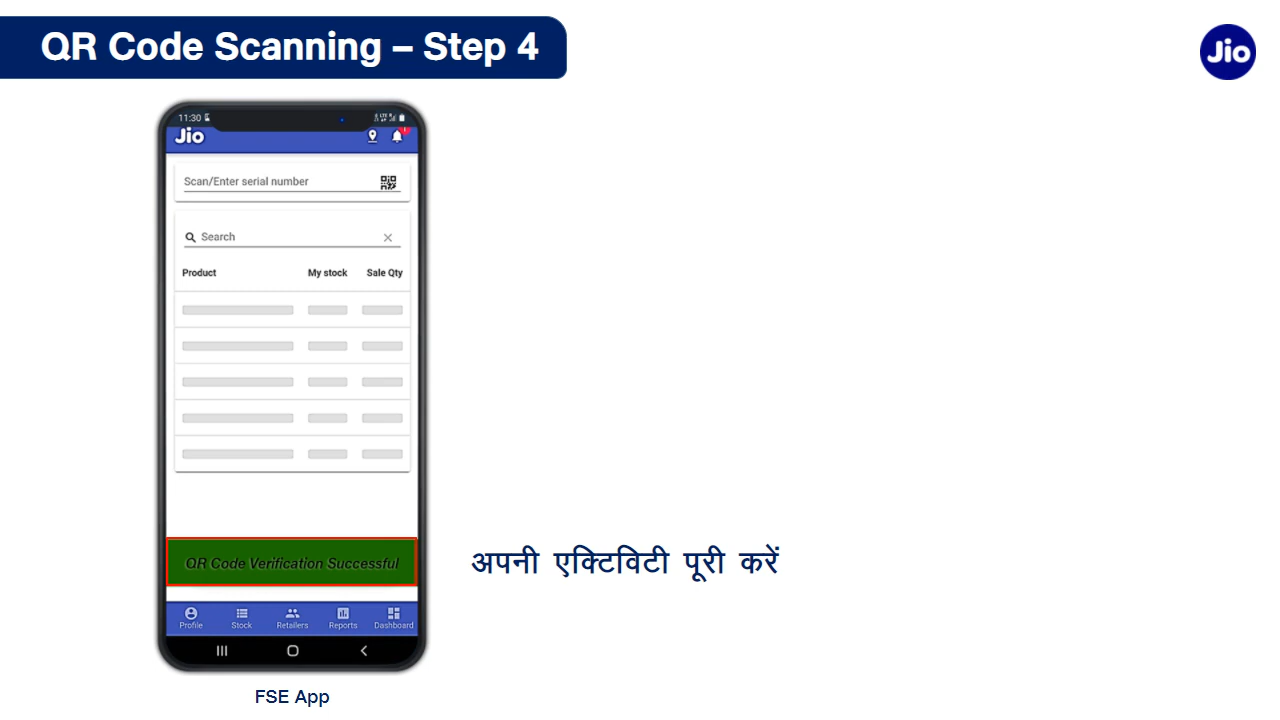 QR Code Scanning – Step 4
Jio
11:30
Jio
Scan/Enter serial number
Search
Product My stock Sale Qty
QR Code Verification Successful
अपनी एक्टिविटी पूरी करें
Profile Stock Retailers Reports Dashboard
FSE App